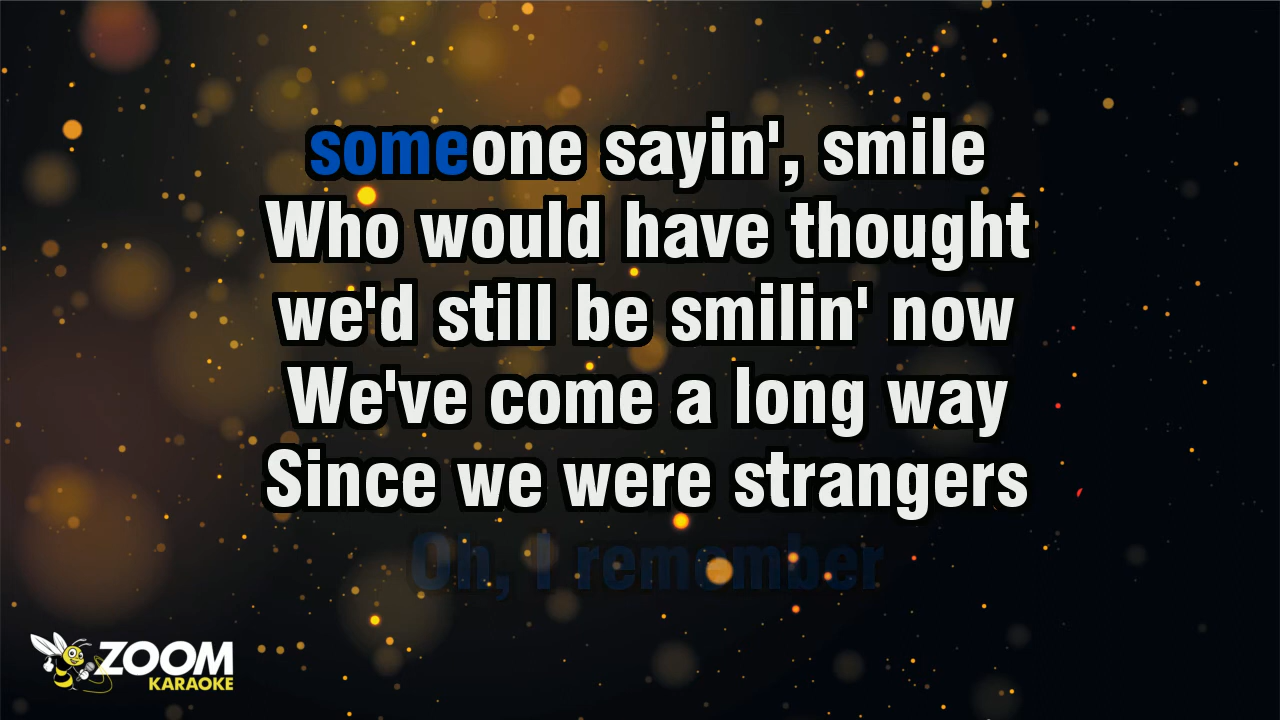 someone sayin', smile
Who would have thought
we'd still be smilin' now
We've come a long way
Since we were strangers
Oh, I remember
ZOOM
KARAOKE